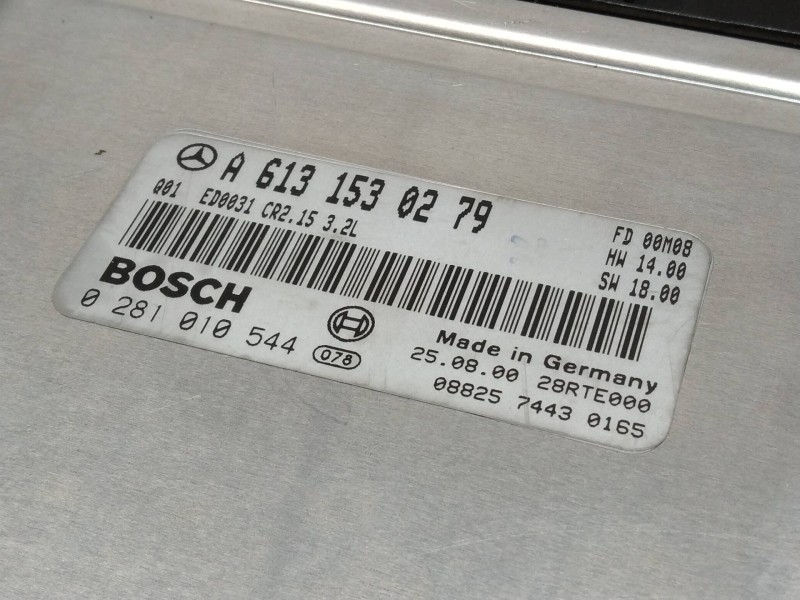 A 613 153 02 79
Q01 ED0031 CR2.15 3.2L
FD 00M08
HW 14.00
SW 18.00
BOSCH
0 281 010 544
078
Made in Germany
25.08.00 28RTE000
08825 7443 0165